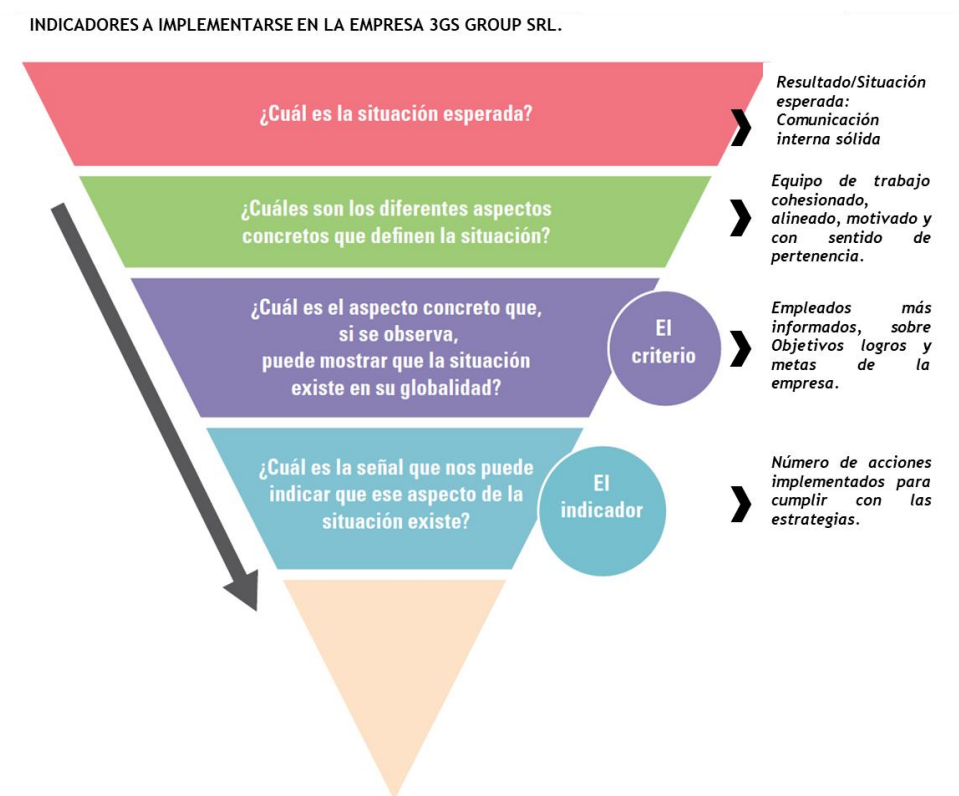 INDICADORES A IMPLEMENTARSE EN LA EMPRESA 3GS GROUP SRL.
¿Cuál es la situación esperada?
Resultado/Situación
esperada:
Comunicación
interna sólida
¿Cuáles son los diferentes aspectos
concretos que definen la situación?
Equipo de trabajo
cohesionado,
alineado, motivado y
con sentido de
pertenencia.
¿Cuál es el aspecto concreto que,
si se observa,
puede mostrar que la situación
existe en su globalidad?
El
criterio
Empleados más
informados, sobre
Objetivos logros y
metas de la
empresa.
¿Cuál es la señal que nos puede
indicar que ese aspecto de la
situación existe?
El
indicador
Número de acciones
implementados para
cumplir con las
estrategias.